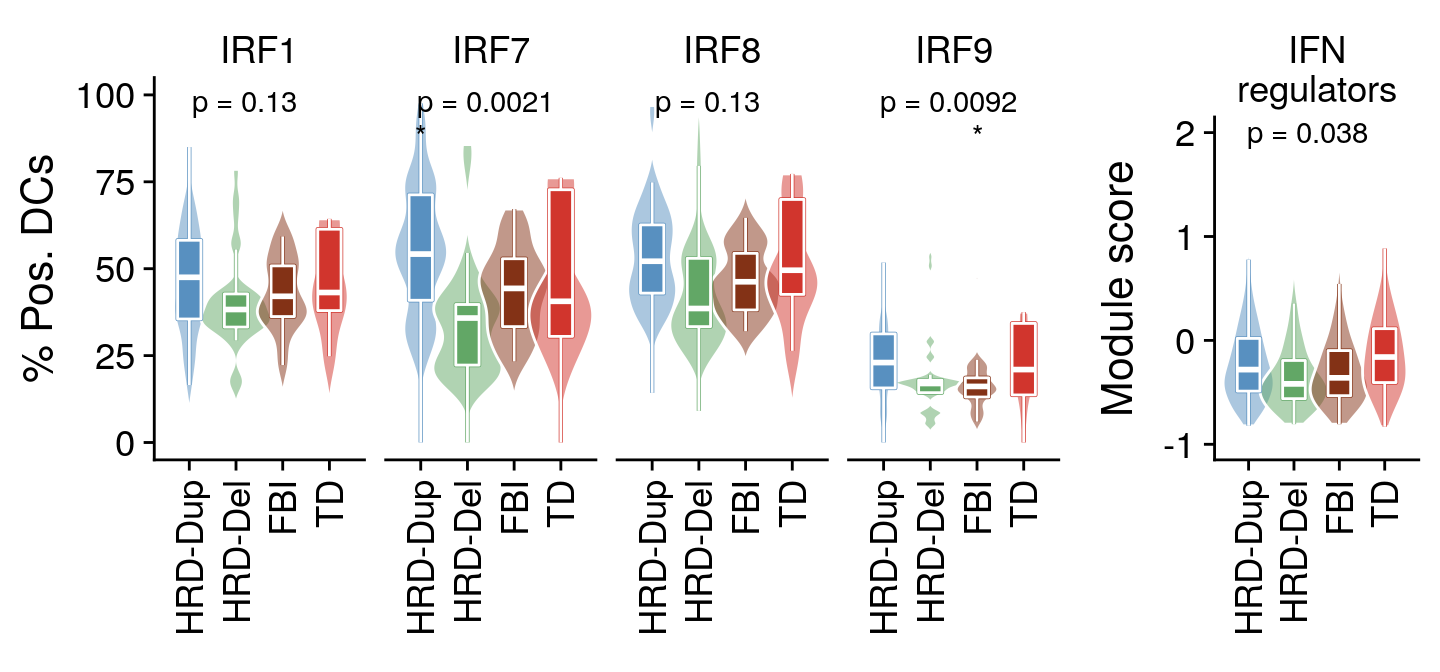 IRF1
IRF7
IRF8
IRF9
IFN
regulators
p = 0.13
p = 0.0021
p = 0.13
p = 0.0092
p = 0.038
*
*
% Pos. DCs
100
75
50
25
0
Module score
2
1
0
-1
HRD-Dup
HRD-Del
FBI
TD
HRD-Dup
HRD-Del
FBI
TD
HRD-Dup
HRD-Del
FBI
TD
HRD-Dup
HRD-Del
FBI
TD
HRD-Dup
HRD-Del
FBI
TD